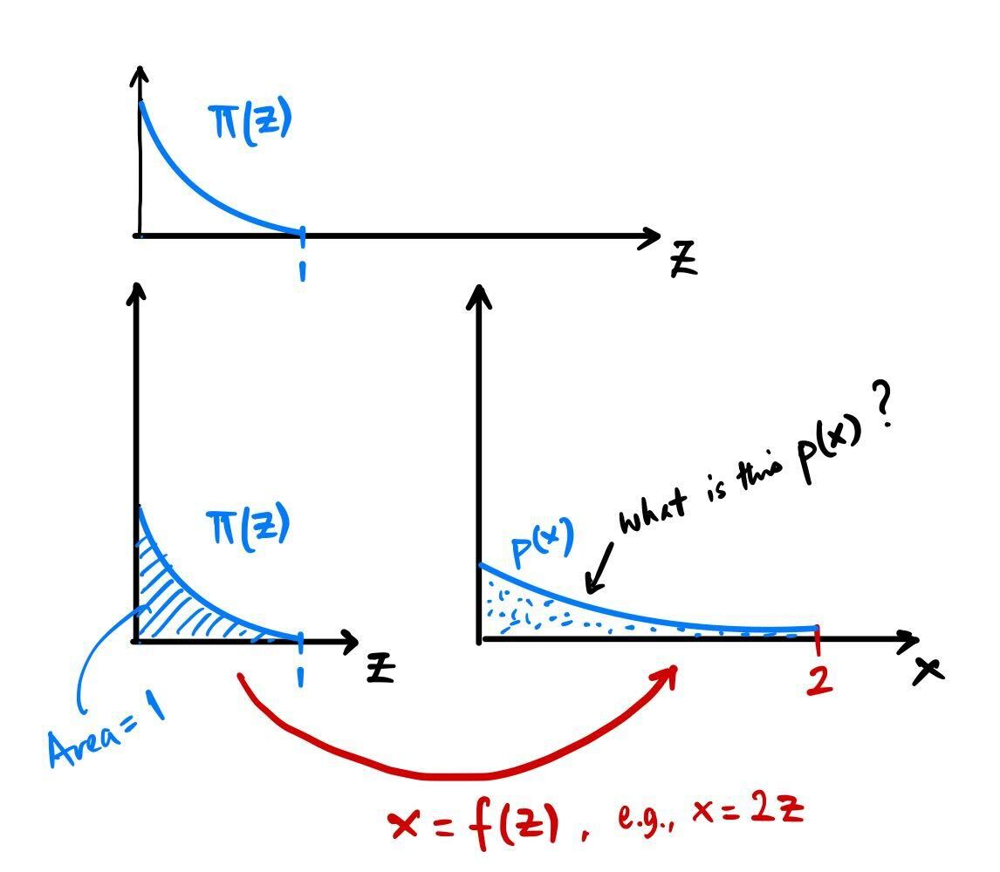 π(z)
1
z
π(z)
1
z
Area = 1
what is this p(x) ?
p(x)
2
x
x = f(z) , e.g., x = 2z